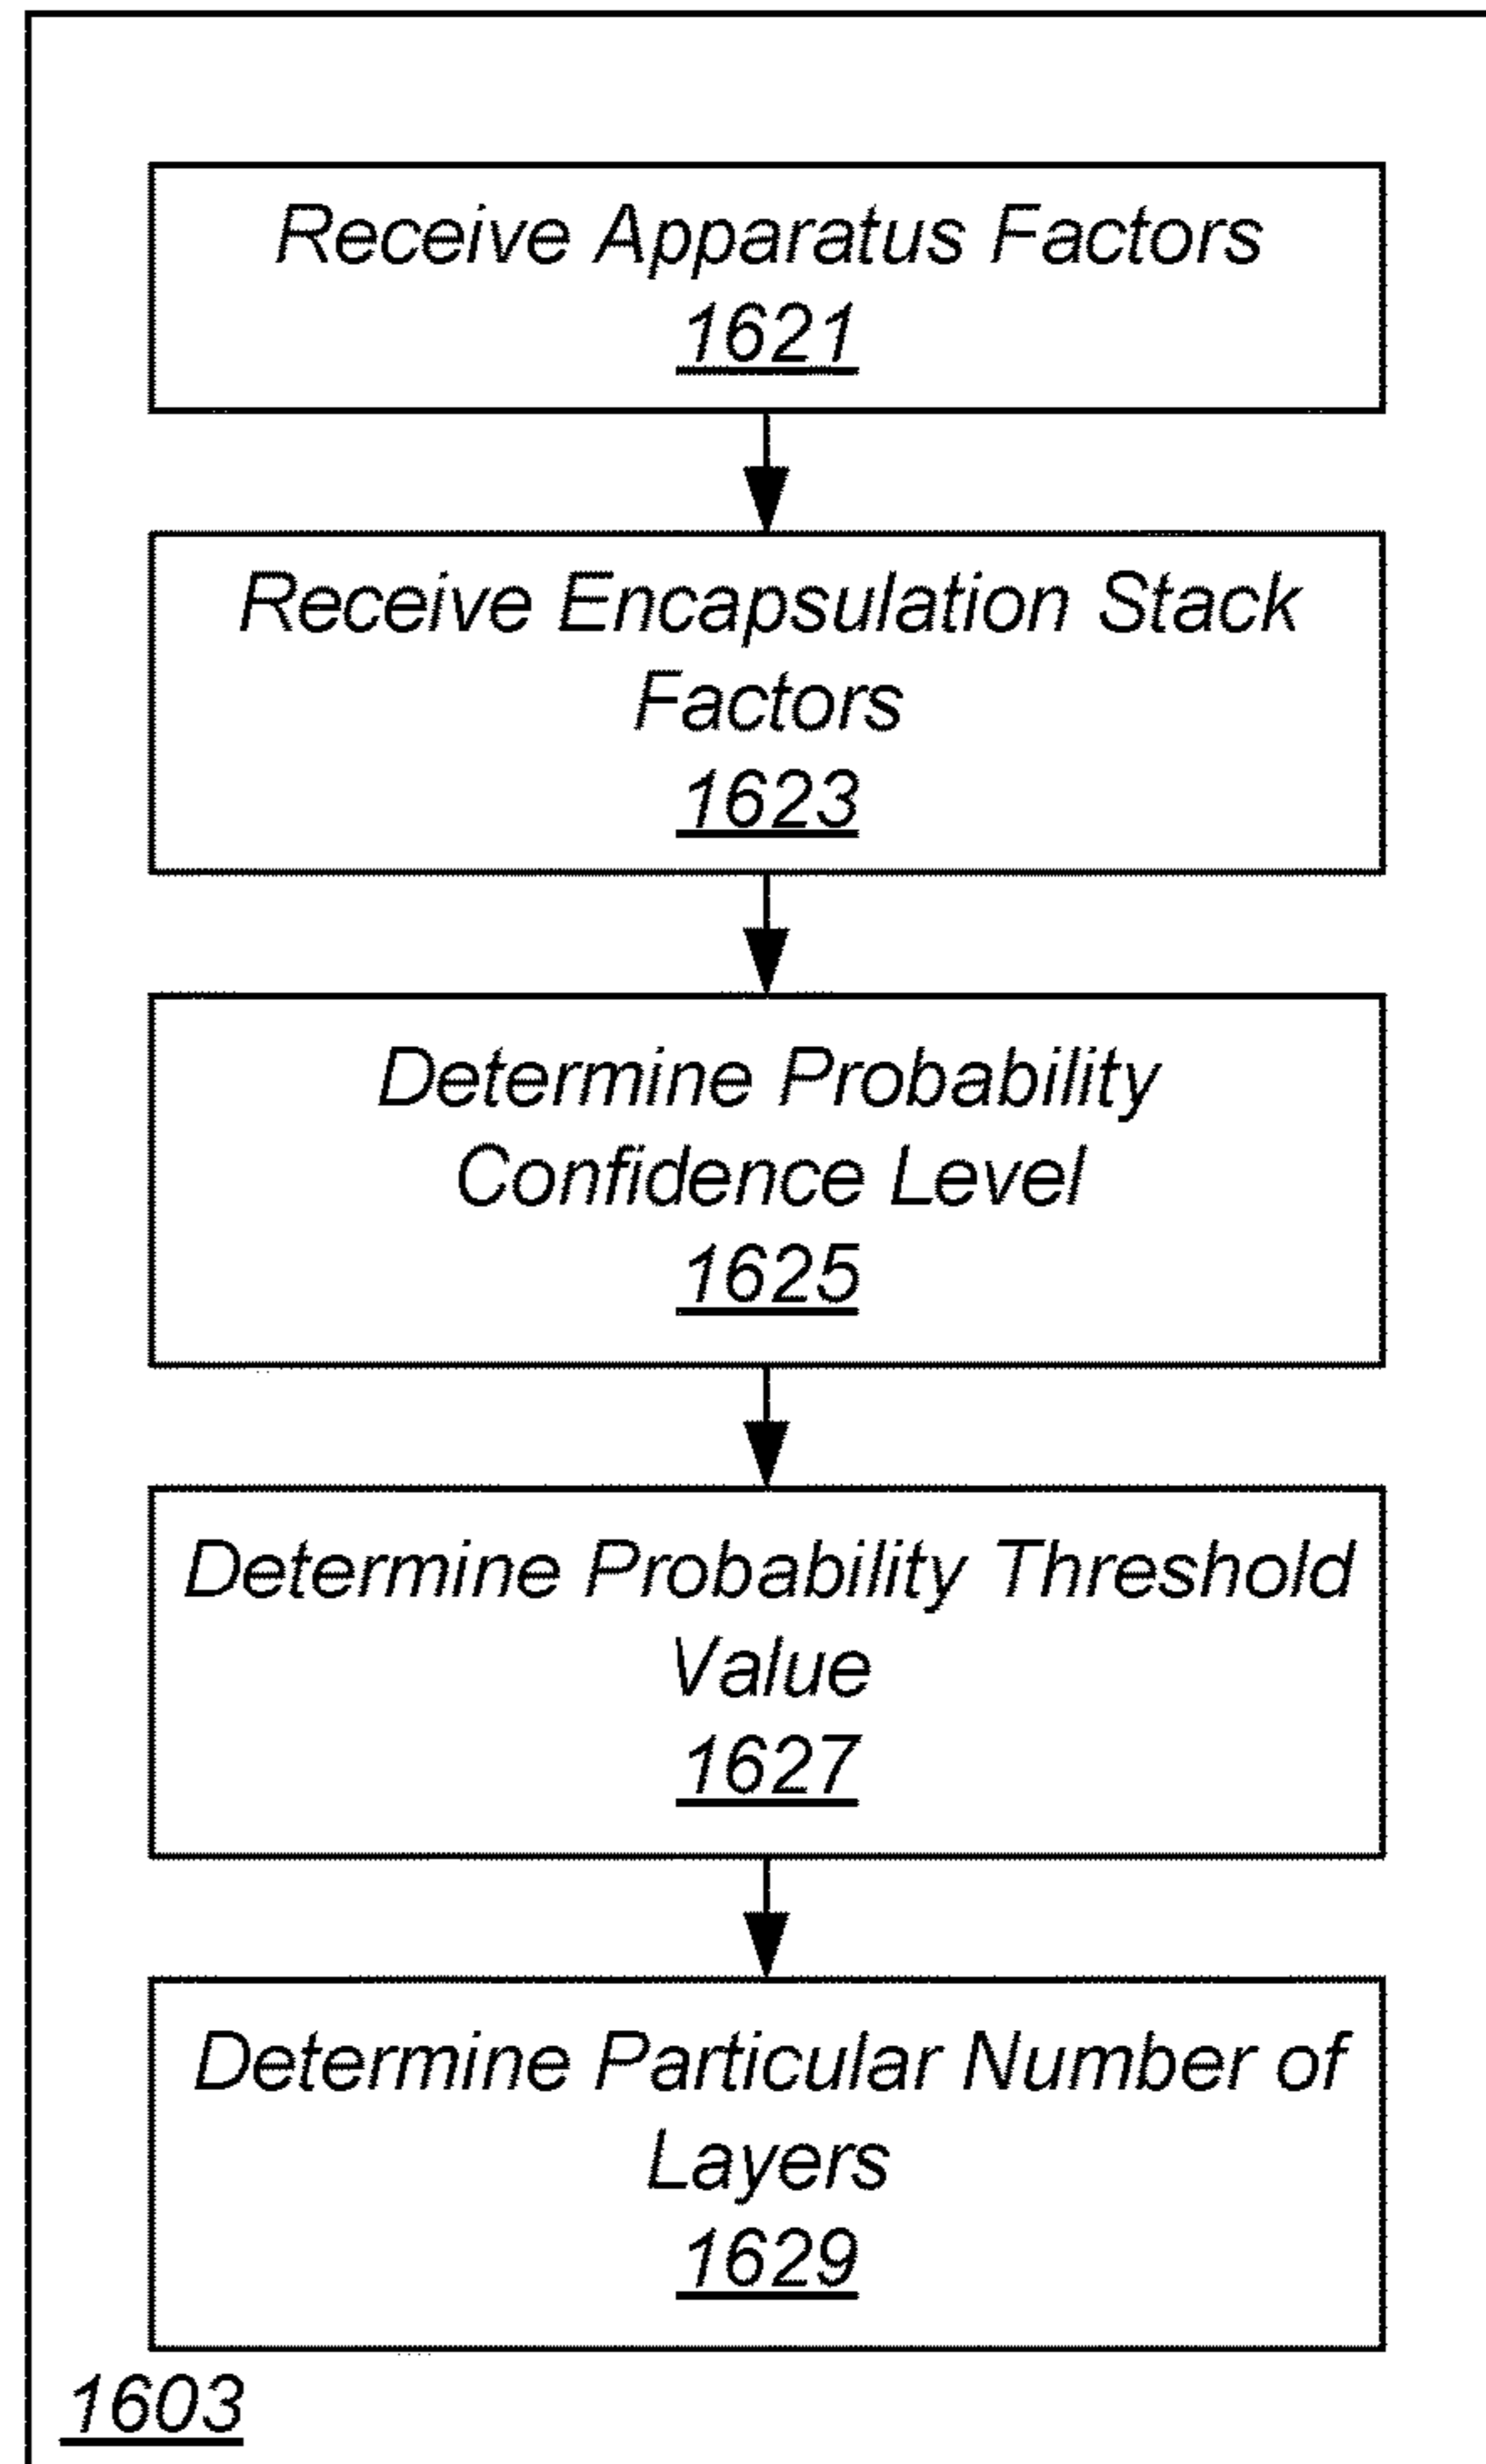 Receive Apparatus Factors
1621
Receive Encapsulation Stack
Factors
1623
Determine Probability
Confidence Level
1625
Determine Probability Threshold
Value
1627
Determine Particular Number of
Layers
1629
1603